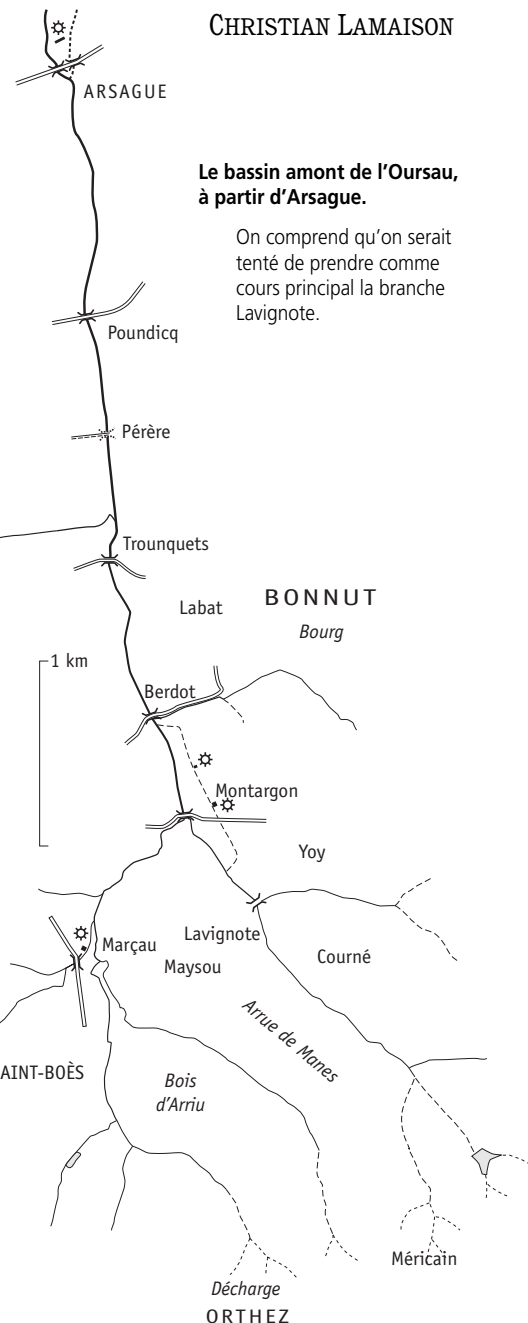 CHRISTIAN LAMAISON
ARSAGUE
Le bassin amont de l'Oursau,
à partir d'Arsague.
On comprend qu'on serait
tenté de prendre comme
cours principal la branche
Lavignote.
Poundicq
Pérère
Trounquets
BONNUT
Labat
Bourg
1 km
Berdot
Montargon
Yoy
Lavignote
Marçau
Maysou
Courné
Arrue de Manes
AINT-BOÈS
Bois
d'Arriu
Méricain
Décharge
ORTHEZ